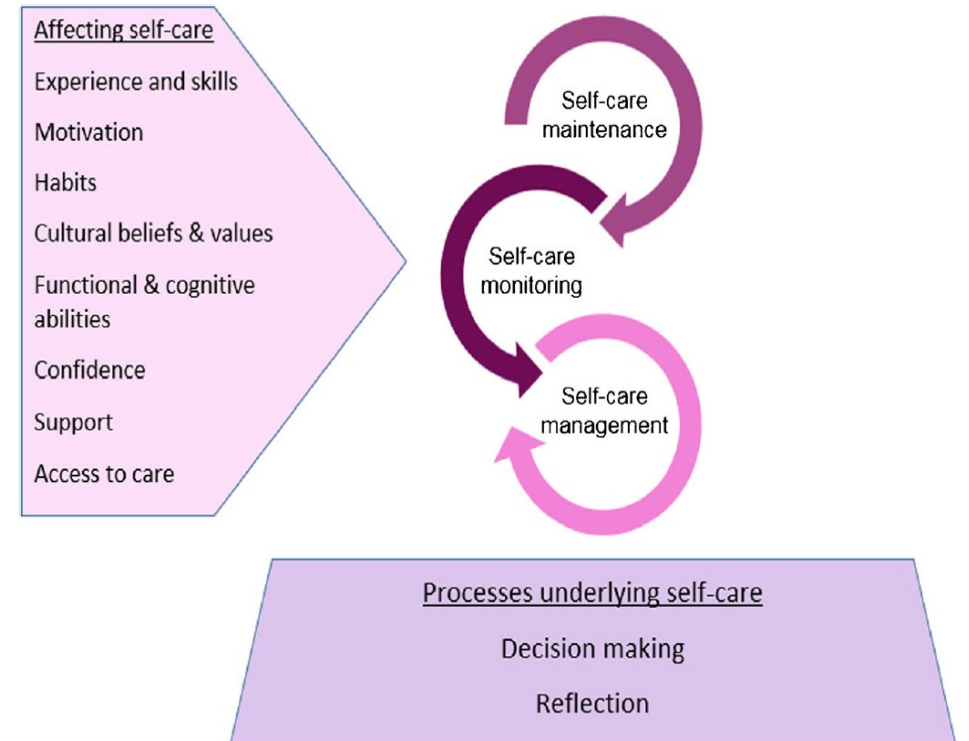 Affecting self-care
Experience and skills
Motivation
Habits
Cultural beliefs & values
Functional & cognitive
abilities
Confidence
Support
Access to care
Self-care
maintenance
Self-care
monitoring
Self-care
management
Processes underlying self-care
Decision making
Reflection